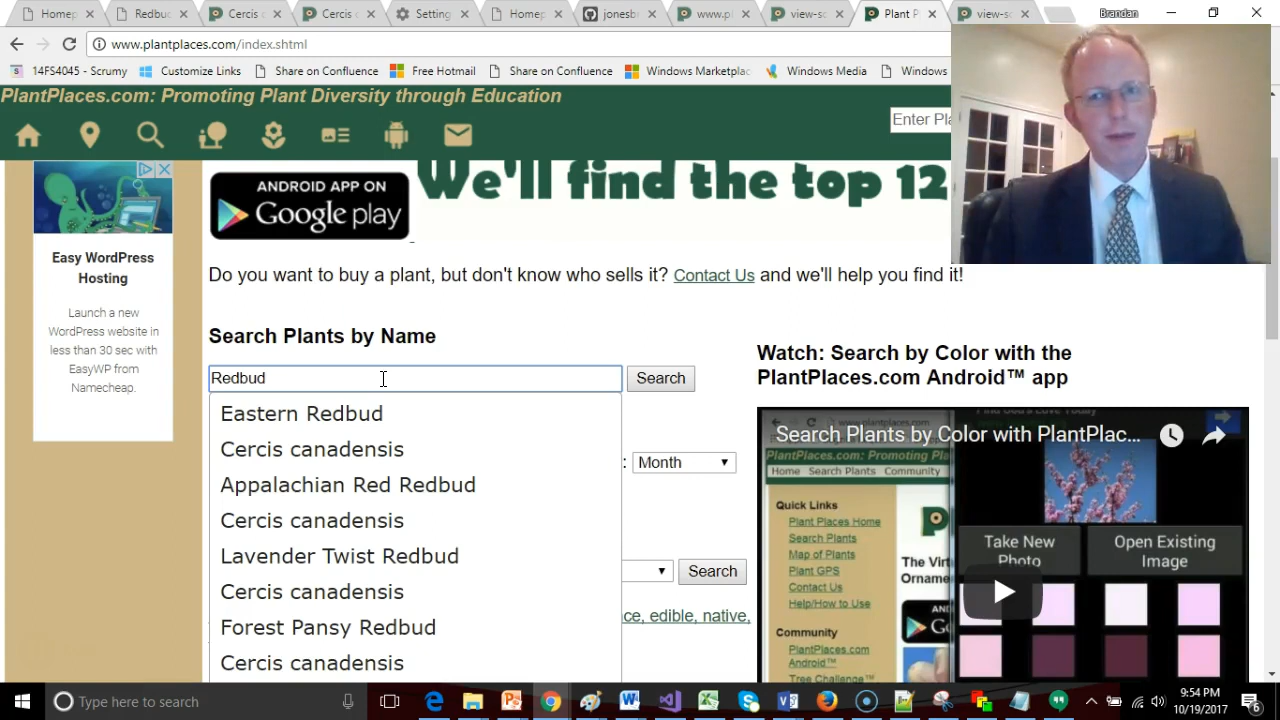 Homep
Redbu
Cercis
Cercis c
Setting
Homep
jonesb
www.pl
view-sc
Plant P
view-sc
Brandan
www.plantplaces.com/index.shtml
14FS4045 - Scrumy
Customize Links
Share on Confluence
Free Hotmail
Share on Confluence
Windows Marketplac
Windows Media
Windows
PlantPlaces.com: Promoting Plant Diversity through Education
Enter Pla
ANDROID APP ON
Google play
We'll find the top 12
Easy WordPress
Hosting
Launch a new
WordPress website in
less than 30 sec with
EasyWP from
Namecheap.
Do you want to buy a plant, but don't know who sells it? Contact Us and we'll help you find it!
Search Plants by Name
Redbud
Search
Eastern Redbud
Cercis canadensis
Appalachian Red Redbud
Cercis canadensis
Lavender Twist Redbud
Cercis canadensis
Forest Pansy Redbud
Cercis canadensis
: Month
Search
ce, edible, native,
Watch: Search by Color with the
PlantPlaces.com Android™ app
Search Plants by Color with PlantPlac...
PlantPlaces.com: Promoting Pla
Home Search Plants Community
Quick Links
Plant Places Home
Search Plants
Map of Plants
Plant GPS
Contact Us
Help/How to Use
Community
PlantPlaces.com
Android™
Tree Challenge™
The Virt
Orname
Take New
Photo
Open Existing
Image
Type here to search
9:54 PM
10/19/2017
6